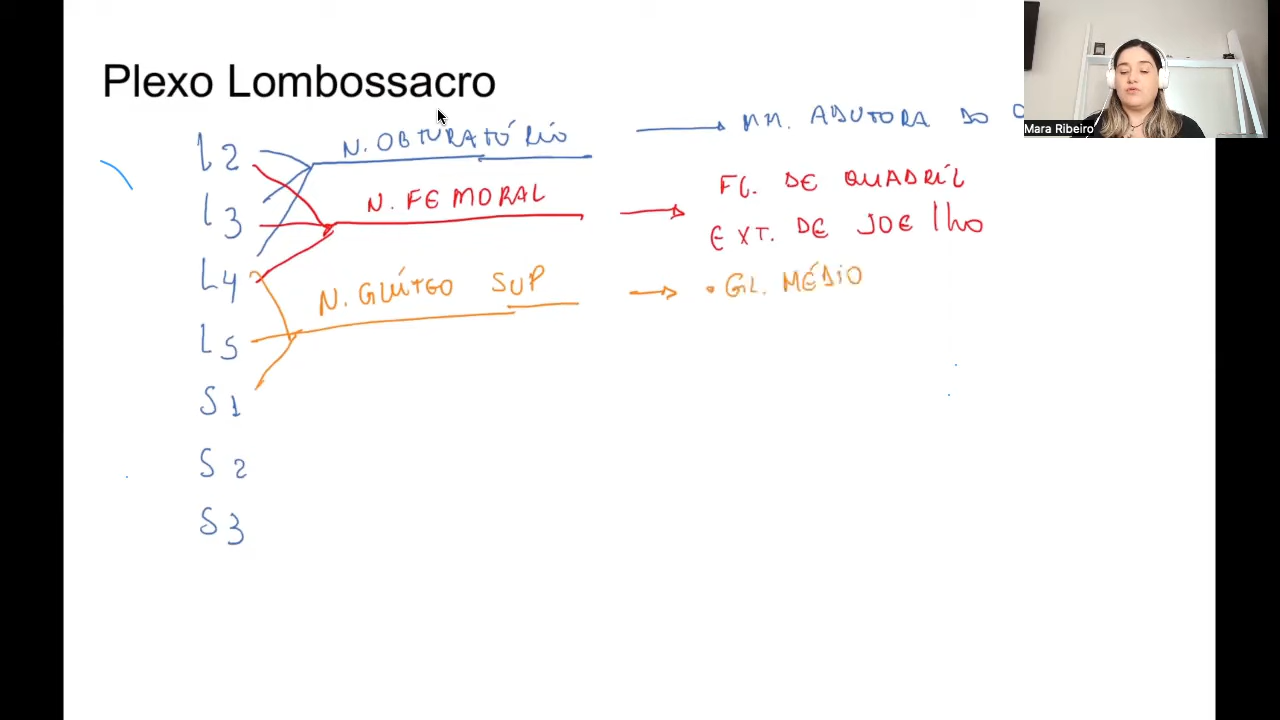 Plexo Lombossacro
L2
N. OBTURATÓRIO
MM. ADUTORA DO
Mara Ribeiro
L3
N. FEMORAL
FL. DE QUADRIL
EXT. DE JOELHO
L4
N. GLÚTEO SUP
• GL. MÉDIO
L5
S1
S2
S3